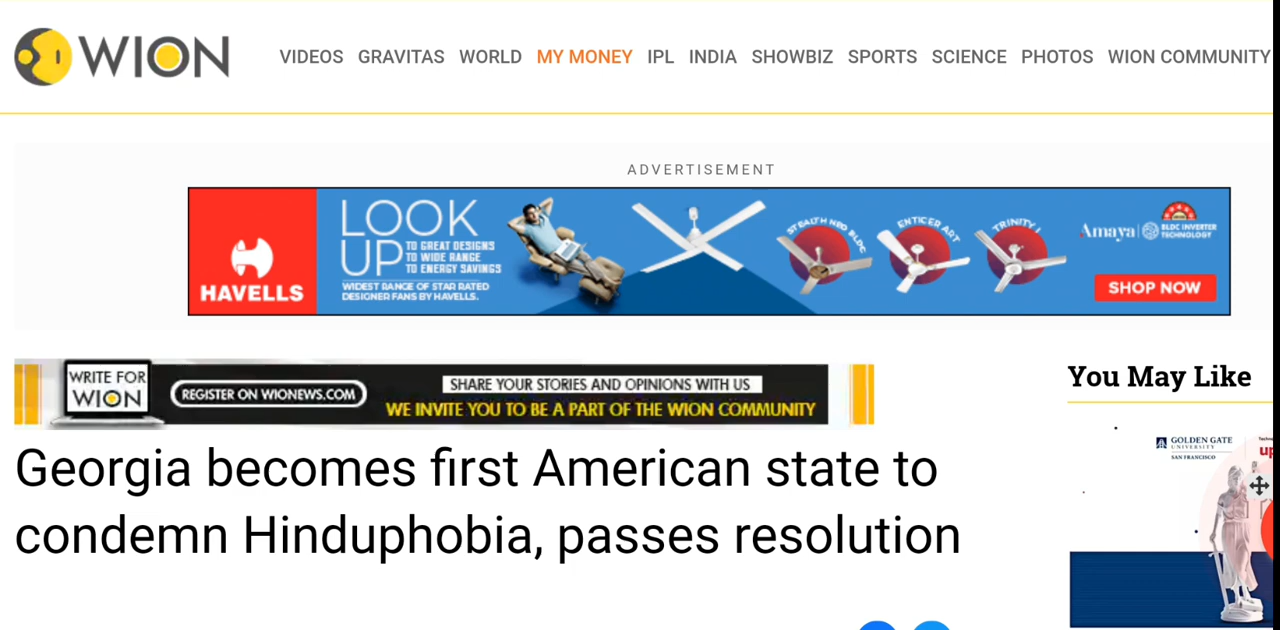 WION
VIDEOS GRAVITAS WORLD MY MONEY IPL INDIA SHOWBIZ SPORTS SCIENCE PHOTOS WION COMMUNITY
ADVERTISEMENT
HAVELLS
LOOK
UP
TO GREAT DESIGNS
TO WIDE RANGE
TO ENERGY SAVINGS
WIDEST RANGE OF STAR RATED
DESIGNER FANS BY HAVELLS.
STEALTH NEO BLDC
ENTICER ART
TRINITY I
Amaya
BLDC INVERTER
TECHNOLOGY
SHOP NOW
WRITE FOR
WION
REGISTER ON WIONEWS.COM
SHARE YOUR STORIES AND OPINIONS WITH US
WE INVITE YOU TO BE A PART OF THE WION COMMUNITY
You May Like
GOLDEN GATE
UNIVERSITY
SAN FRANCISCO
up
Georgia becomes first American state to
condemn Hinduphobia, passes resolution